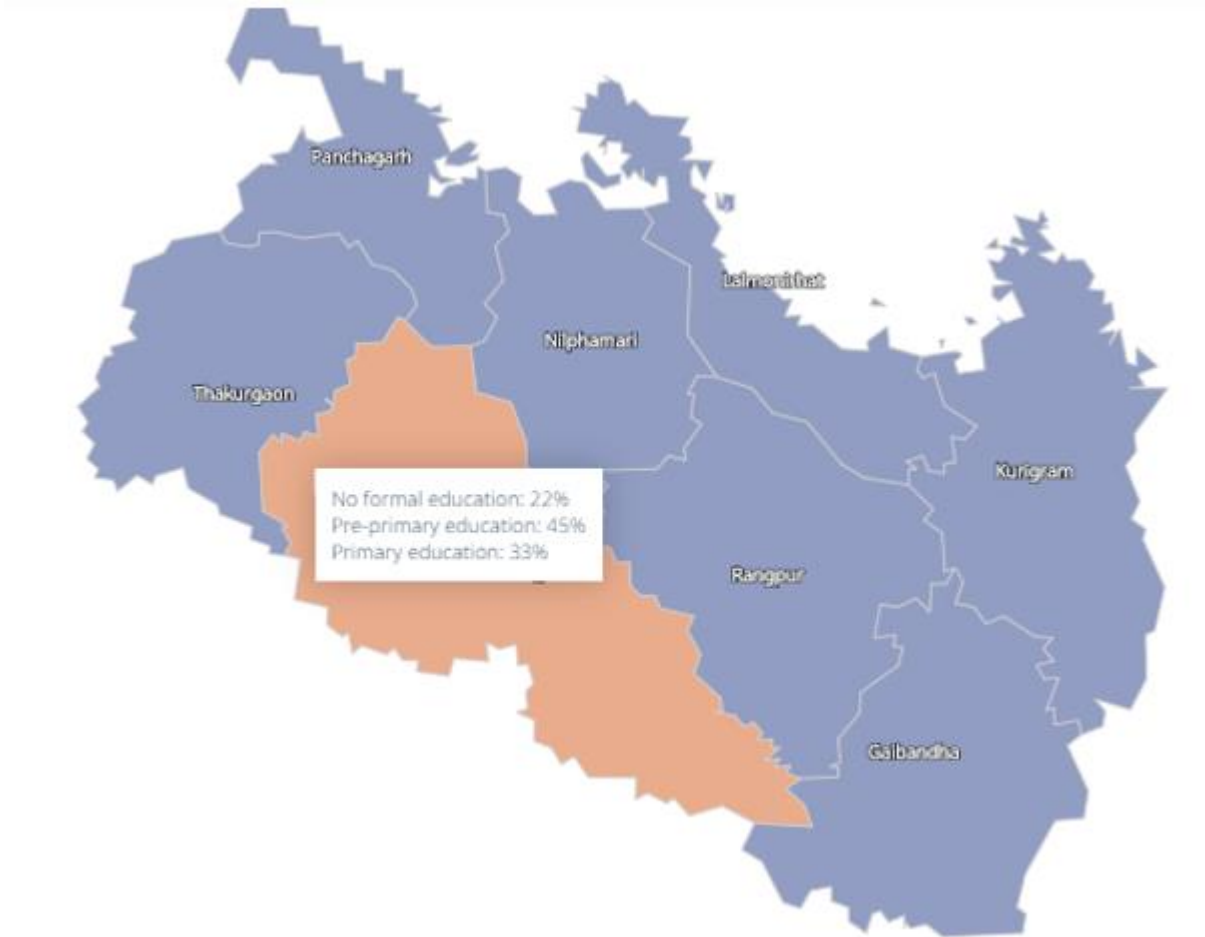 Panchagarh
Lalmonirhat
Nilphamari
Thakurgaon
Kurigram
No formal education: 22%
Pre-primary education: 45%
Primary education: 33%
Rangpur
Gaibandha